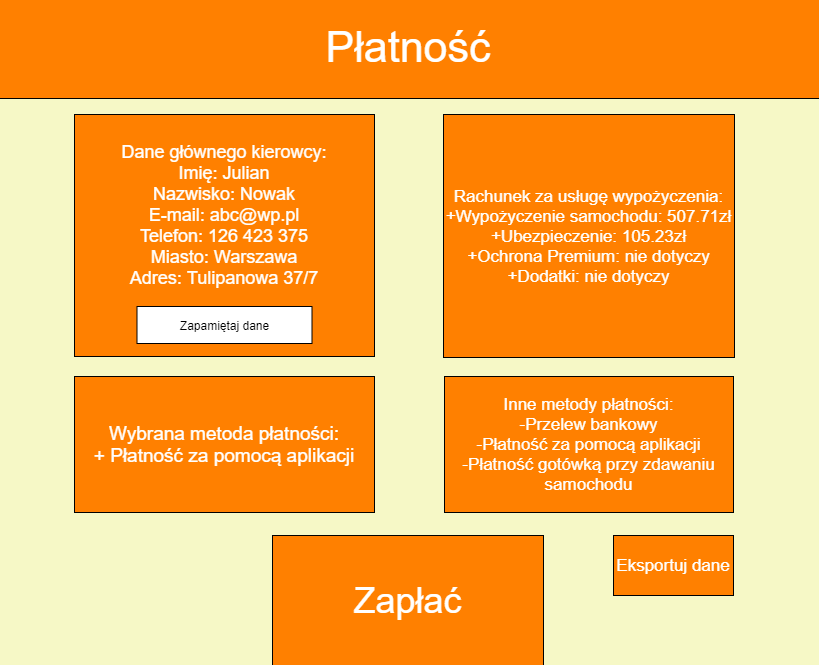 Płatność
Dane głównego kierowcy:
Imię: Julian
Nazwisko: Nowak
E-mail: abc@wp.pl
Telefon: 126 423 375
Miasto: Warszawa
Adres: Tulipanowa 37/7
Zapamiętaj dane
Rachunek za usługę wypożyczenia:
+Wypożyczenie samochodu: 507.71zł
+Ubezpieczenie: 105.23zł
+Ochrona Premium: nie dotyczy
+Dodatki: nie dotyczy
Wybrana metoda płatności:
+ Płatność za pomocą aplikacji
Inne metody płatności:
-Przelew bankowy
-Płatność za pomocą aplikacji
-Płatność gotówką przy zdawaniu
samochodu
Zapłać
Eksportuj dane